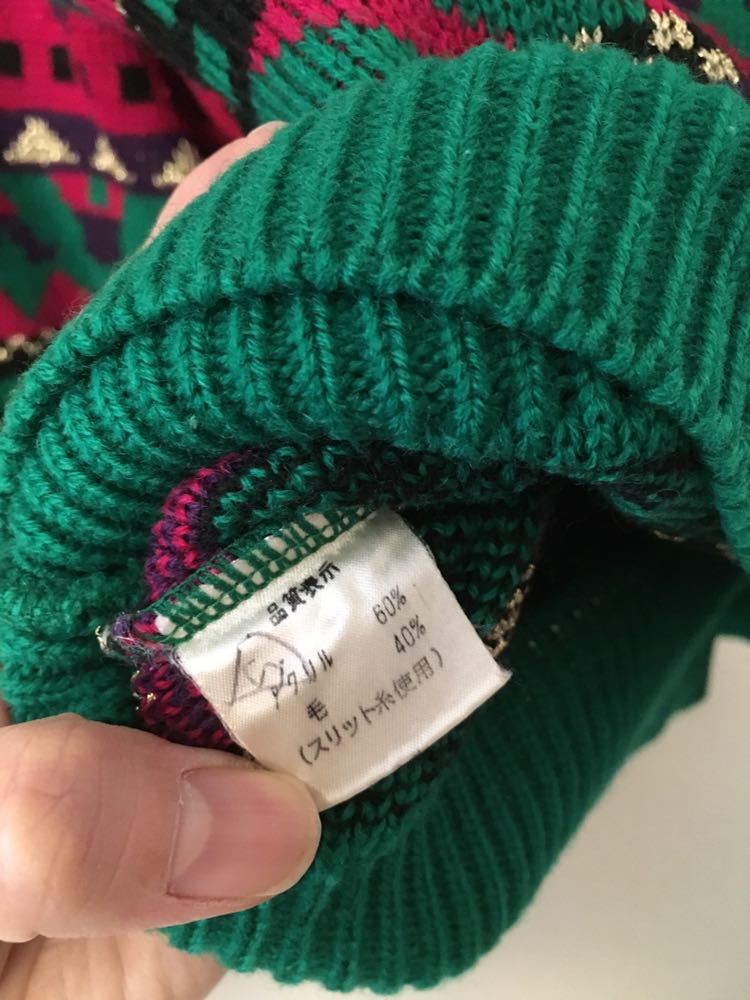 品質表示
アクリル 60%
毛 40%
(スリット糸使用)